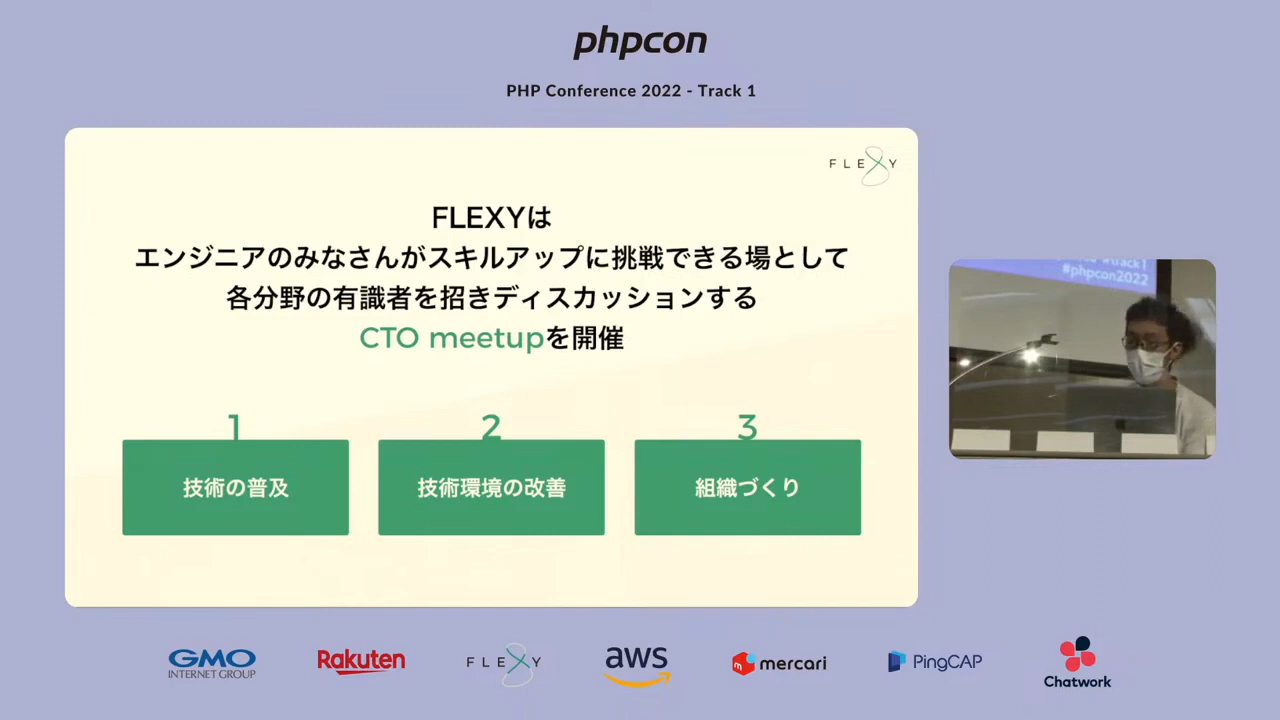 phpcon
PHP Conference 2022 - Track 1
FLEXY
FLEXYは
エンジニアのみなさんがスキルアップに挑戦できる場として
各分野の有識者を招きディスカッションする
CTO meetupを開催
1
2
3
技術の普及
技術環境の改善
組織づくり
#phpcon2022
GMO
INTERNET GROUP
Rakuten
FLEXY
aws
mercari
PingCAP
Chatwork